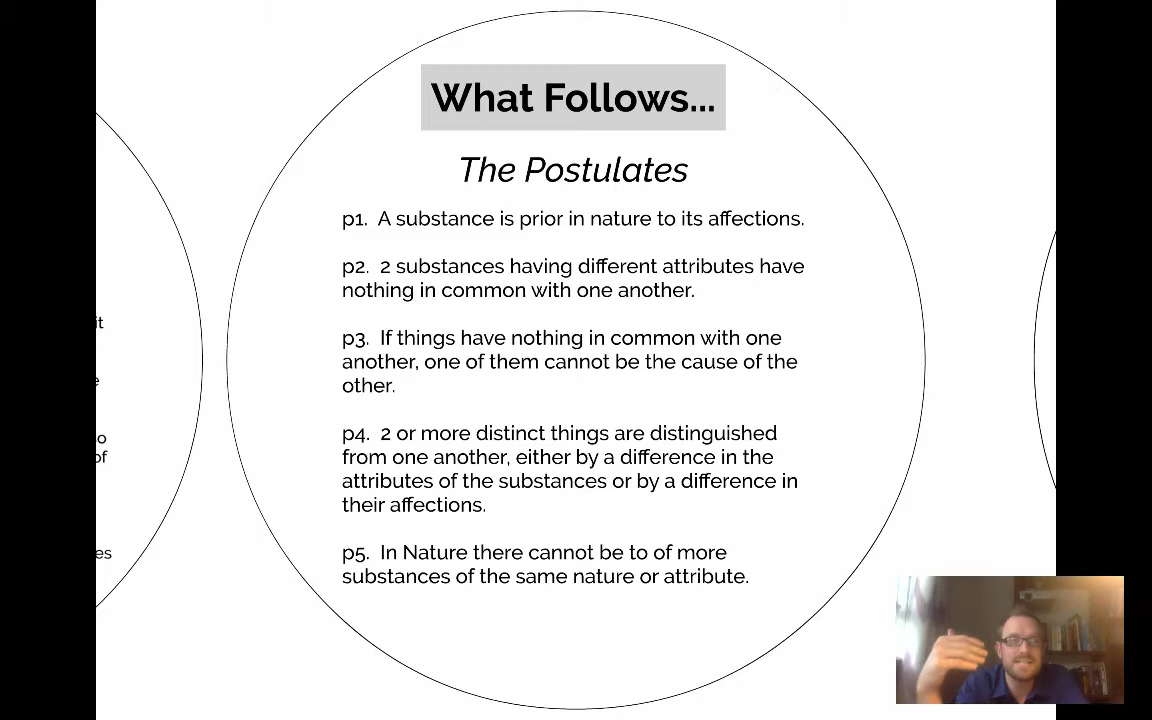 What Follows...
The Postulates
p1. A substance is prior in nature to its affections.
p2. 2 substances having different attributes have
nothing in common with one another.
p3. If things have nothing in common with one
another, one of them cannot be the cause of the
other.
p4. 2 or more distinct things are distinguished
from one another, either by a difference in the
attributes of the substances or by a difference in
their affections.
p5. In Nature there cannot be to of more
substances of the same nature or attribute.
it
e
o
of
es